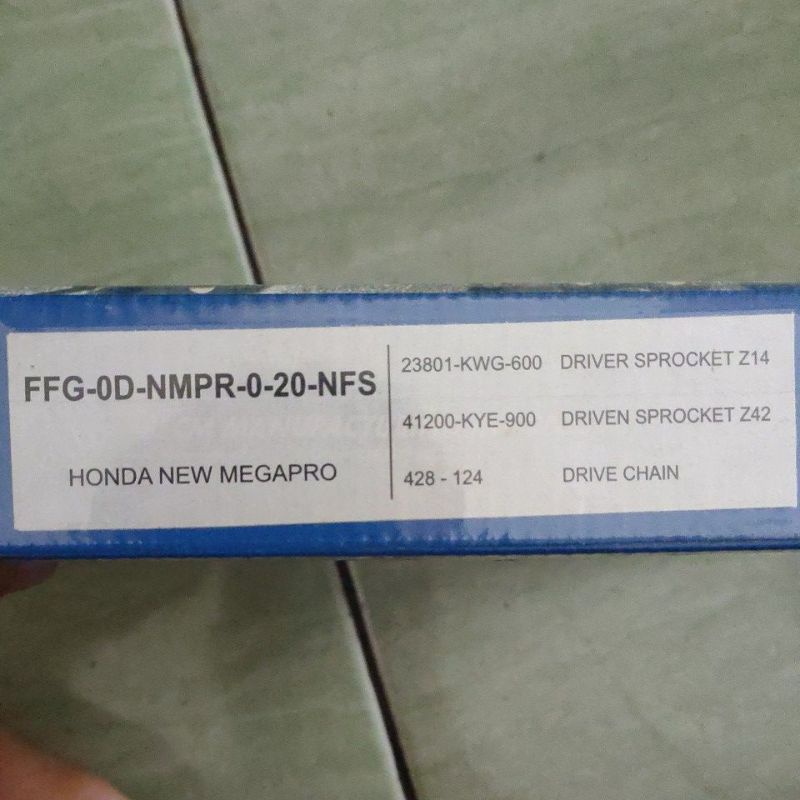 FFG-0D-NMPR-0-20-NFS
HONDA NEW MEGAPRO
23801-KWG-600 DRIVER SPROCKET Z14
41200-KYE-900 DRIVEN SPROCKET Z42
428 - 124 DRIVE CHAIN